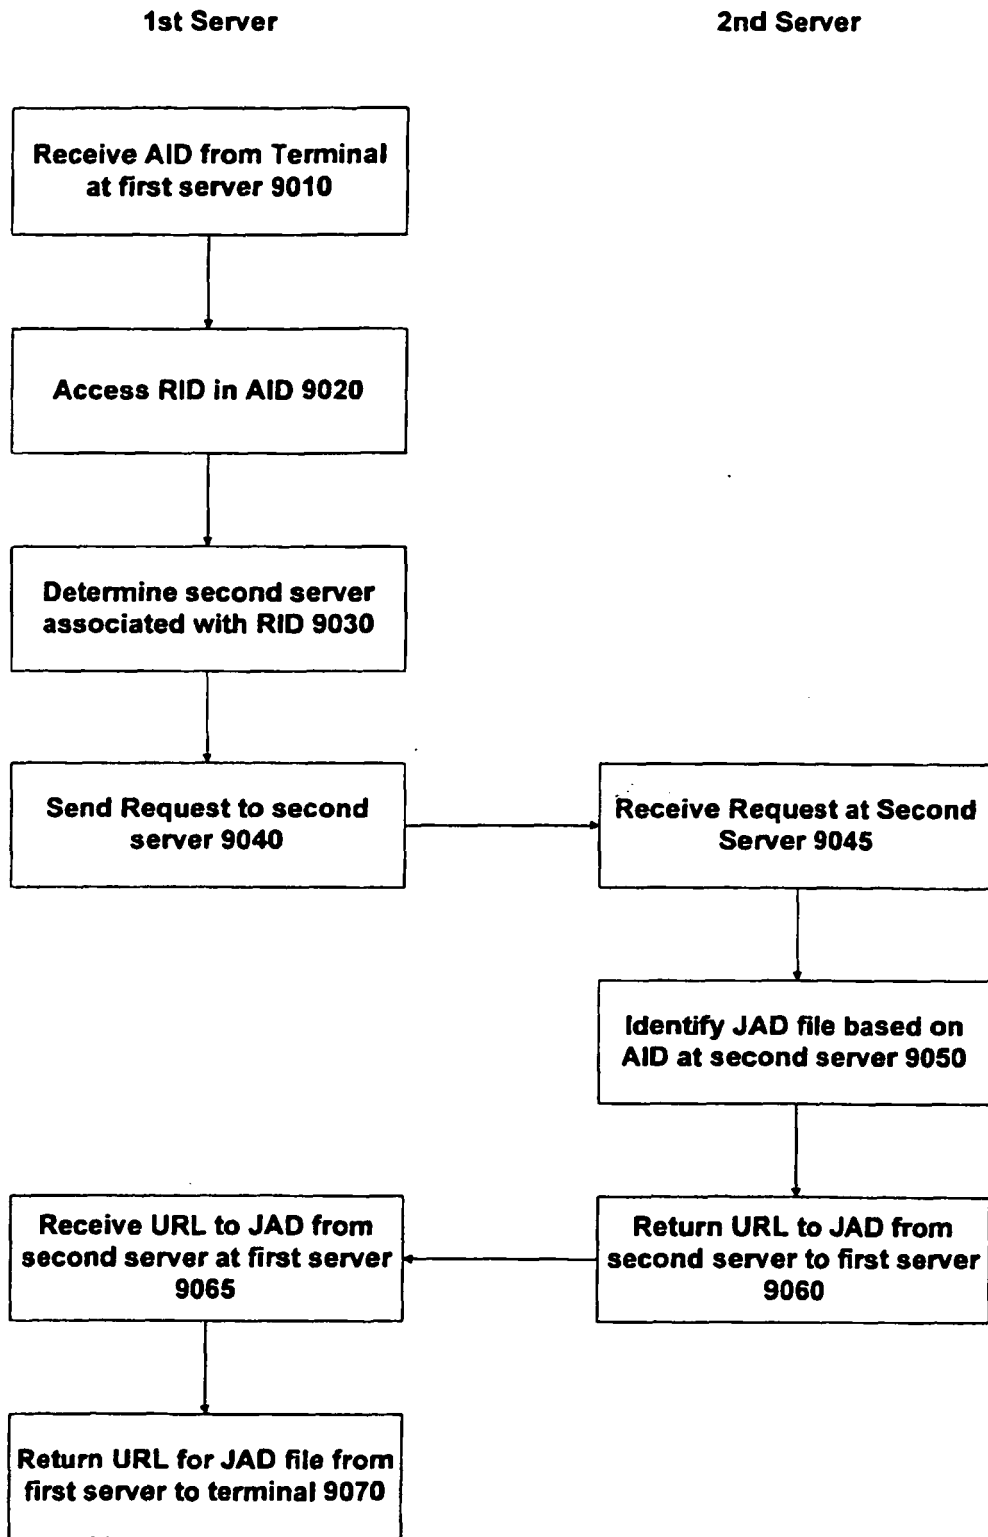 1st Server
2nd Server
Receive AID from Terminal
at first server 9010
Access RID in AID 9020
Determine second server
associated with RID 9030
Send Request to second
server 9040
Receive Request at Second
Server 9045
Identify JAD file based on
AID at second server 9050
Return URL to JAD from
second server to first server
9060
Receive URL to JAD from
second server at first server
9065
Return URL for JAD file from
first server to terminal 9070